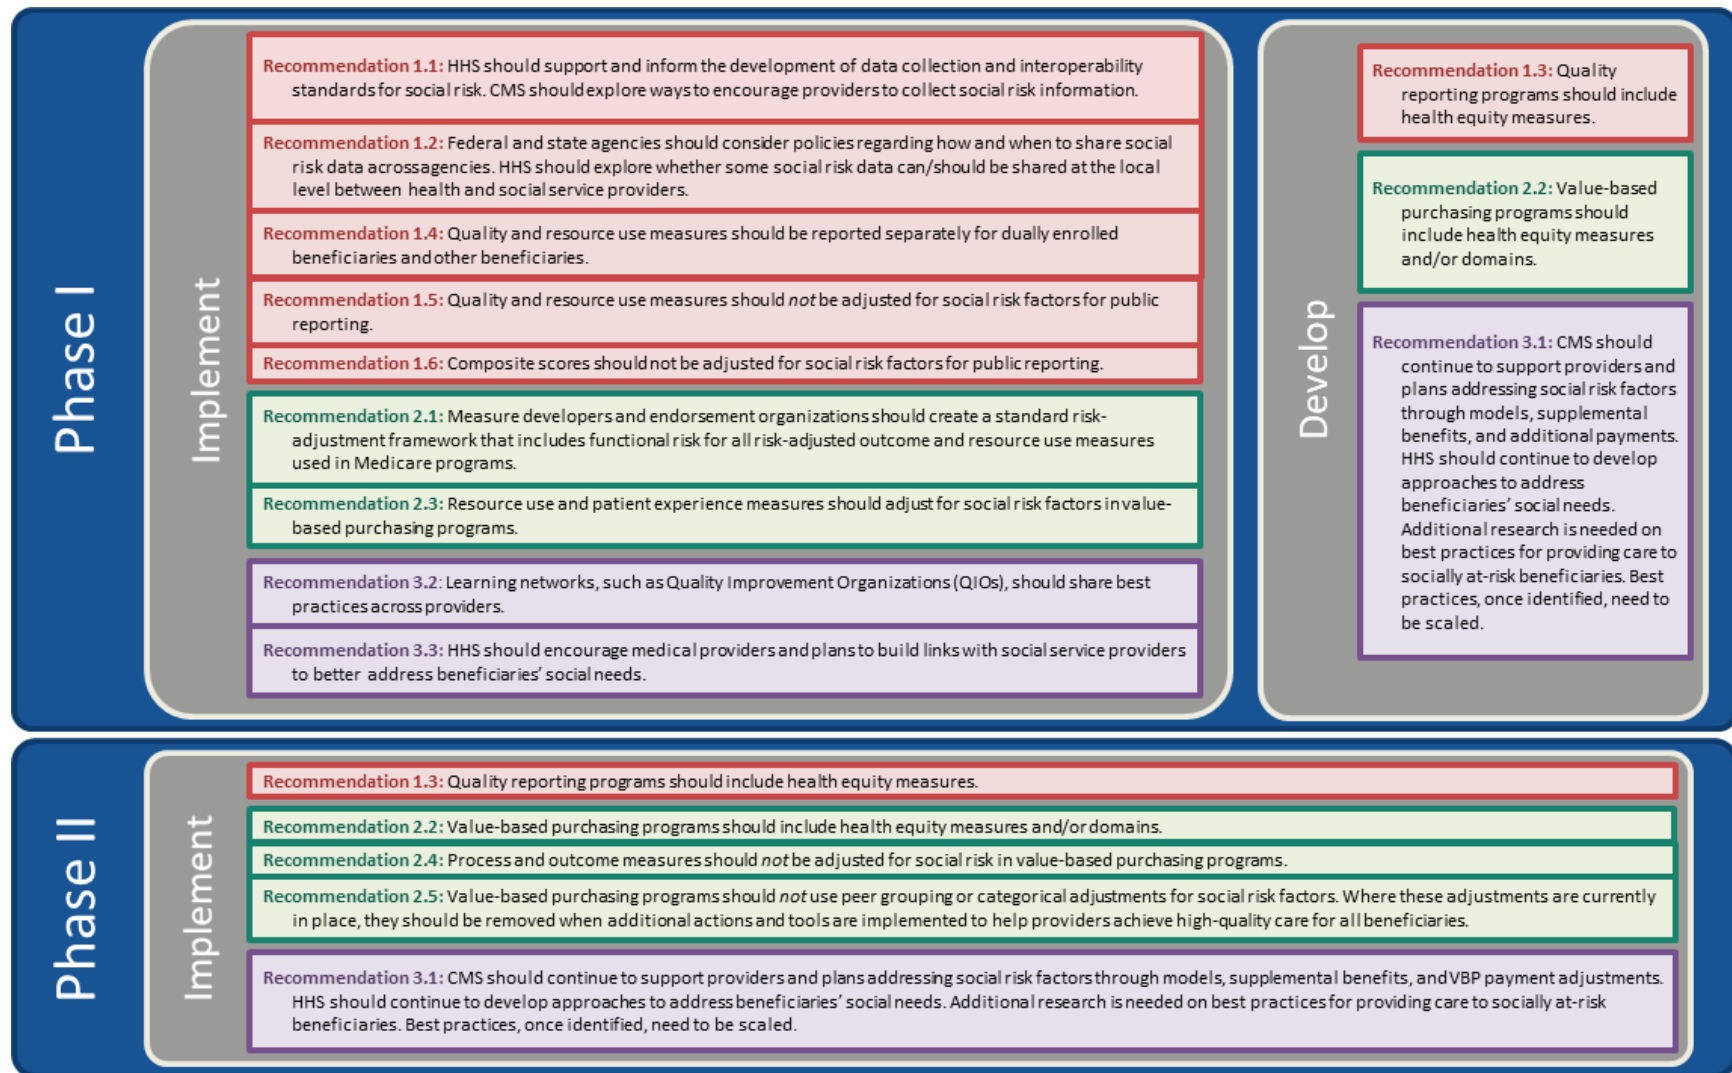 Phase I
Implement
Recommendation 1.1: HHS should support and inform the development of data collection and interoperability
standards for social risk. CMS should explore ways to encourage providers to collect social risk information.
Recommendation 1.2: Federal and state agencies should consider policies regarding how and when to share social
risk data acrossagencies. HHS should explore whether some social risk data can/should be shared at the local
level between health and social service providers.
Recommendation 1.4: Quality and resource use measures should be reported separately for dually enrolled
beneficiaries and other beneficiaries.
Recommendation 1.5: Quality and resource use measures should not be adjusted for social risk factors for public
reporting.
Recommendation 1.6: Composite scores should not be adjusted for social risk factors for public reporting.
Recommendation 2.1: Measure developers and endorsement organizations should create a standard risk-
adjustment framework that includes functional risk for all risk-adjusted outcome and resource use measures
used in Medicare programs.
Recommendation 2.3: Resource use and patient experience measures should adjust for social risk factors in value-
based purchasing programs.
Recommendation 3.2: Learning networks, such as Quality Improvement Organizations (QIOs), should share best
practices across providers.
Recommendation 3.3: HHS should encourage medical providers and plans to build links with social service providers
to better address beneficiaries' social needs.
Develop
Recommendation 1.3: Quality
reporting programs should include
health equity measures.
Recommendation 2.2: Value-based
purchasing programs should
include health equity measures
and/or domains.
Recommendation 3.1: CMS should
continue to support providers and
plans addressing social risk factors
through models, supplemental
benefits, and additional payments.
HHS should continue to develop
approaches to address
beneficiaries' social needs.
Additional research is needed on
best practices for providing care to
socially at-risk beneficiaries. Best
practices, once identified, need to
be scaled.
Phase II
Implement
Recommendation 1.3: Quality reporting programs should include health equity measures.
Recommendation 2.2: Value-based purchasing programs should include health equity measures and/or domains.
Recommendation 2.4: Process and outcome measures should not be adjusted for social risk in value-based purchasing programs.
Recommendation 2.5: Value-based purchasing programs should not use peer grouping or categorical adjustments for social risk factors. Where these adjustments are currently
in place, they should be removed when additional actions and tools are implemented to help providers achieve high-quality care for all beneficiaries.
Recommendation 3.1: CMS should continue to support providers and plans addressing social risk factors through models, supplemental benefits, and VBP payment adjustments.
HHS should continue to develop approaches to address beneficiaries' social needs. Additional research is needed on best practices for providing care to socially at-risk
beneficiaries. Best practices, once identified, need to be scaled.